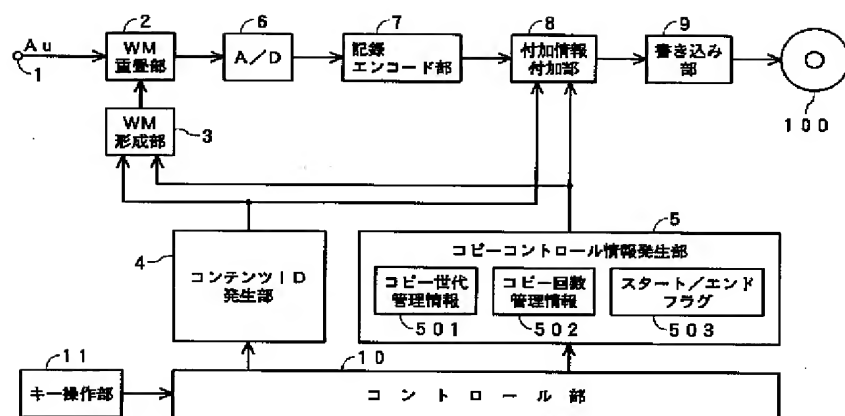 2
6
7
8
9
Au
WM
重畳部
A/D
記録
エンコード部
付加情報
付加部
書き込み
部
1
100
WM
形成部
3
5
4
コンテンツID
発生部
コピーコントロール情報発生部
コピー世代
管理情報
コピー回数
管理情報
スタート/エンド
フラグ
501
502
503
11
10
キー操作部
コントロール部